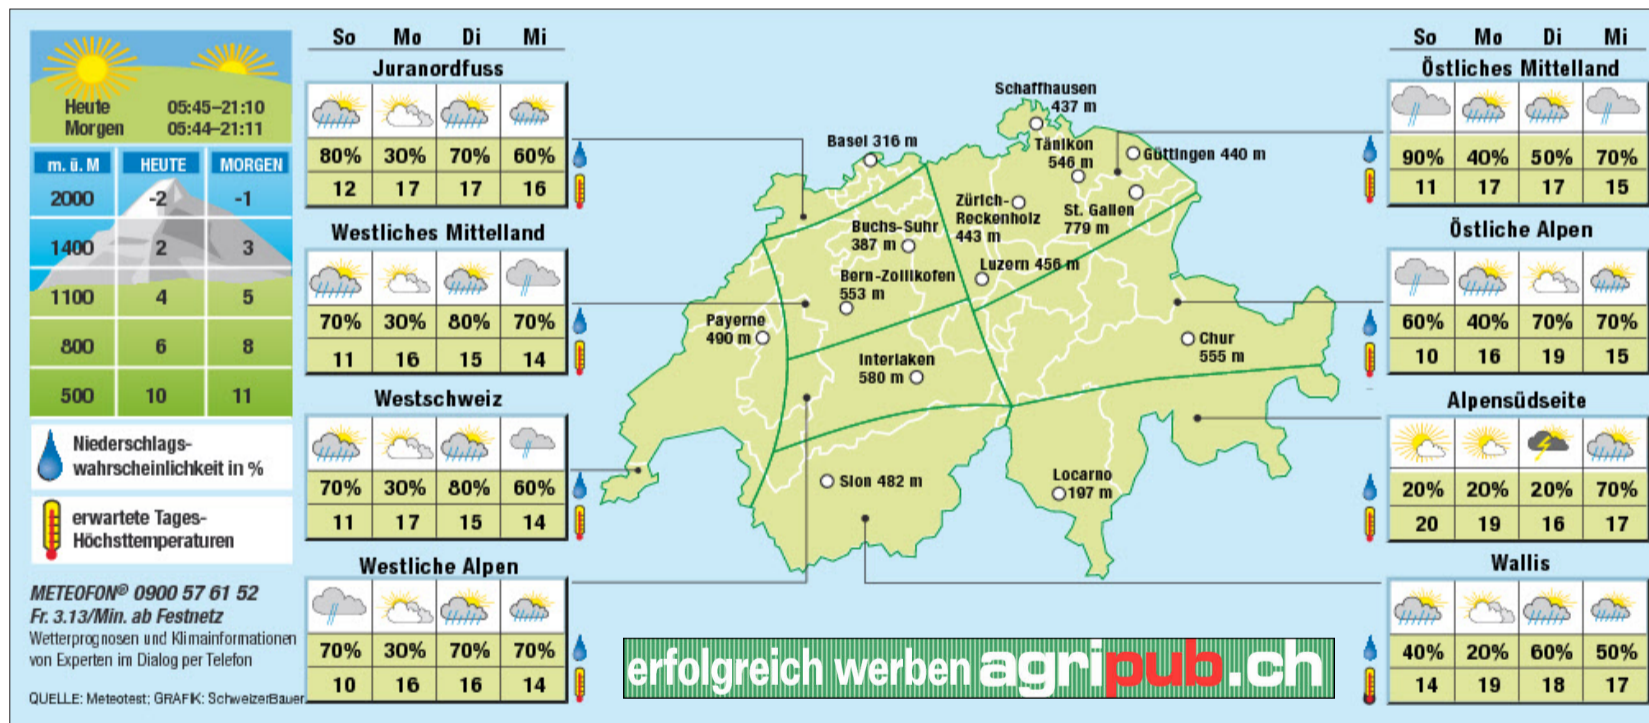 Heute 05:45–21:10
Morgen 05:44–21:11
m. ü. M HEUTE MORGEN
2000 -2 -1
1400 2 3
1100 4 5
800 6 8
500 10 11
Niederschlags-
wahrscheinlichkeit in %
erwartete Tages-
Höchsttemperaturen
METEOFON® 0900 57 61 52
Fr. 3.13/Min. ab Festnetz
Wetterprognosen und Klimainformationen
von Experten im Dialog per Telefon
QUELLE: Meteotest; GRAFIK: SchweizerBauer
So Mo Di Mi
Juranordfuss
80% 30% 70% 60%
12 17 17 16
Westliches Mittelland
70% 30% 80% 70%
11 16 15 14
Westschweiz
70% 30% 80% 60%
11 17 15 14
Westliche Alpen
70% 30% 70% 70%
10 16 16 14
Schaffhausen
437 m
Basel 316 m
Tänikon
546 m
Güttingen 440 m
Zürich-
Reckenholz
443 m
St. Gallen
779 m
Buchs-Suhr
387 m
Luzern 456 m
Bern-Zollikofen
553 m
Payerne
490 m
Interlaken
580 m
Chur
555 m
Sion 482 m
Locarno
197 m
erfolgreich werben agripub.ch
So Mo Di Mi
Östliches Mittelland
90% 40% 50% 70%
11 17 17 15
Östliche Alpen
60% 40% 70% 70%
10 16 19 15
Alpensüdseite
20% 20% 20% 70%
20 19 16 17
Wallis
40% 20% 60% 50%
14 19 18 17